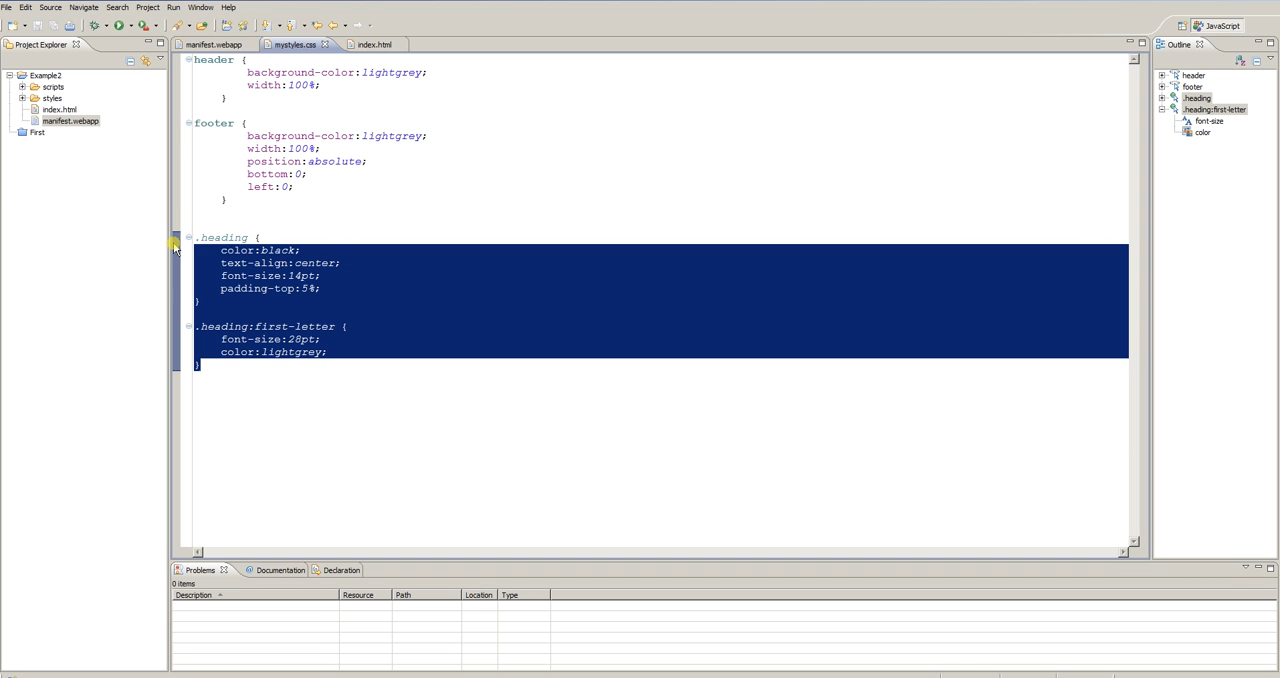 File Edit Source Navigate Search Project Run Window Help
JavaScript
Project Explorer
manifest.webapp mystyles.css index.html
Outline
Example2
scripts
styles
index.html
manifest.webapp
First
header {
background-color:lightgrey;
width:100%;
}
footer {
background-color:lightgrey;
width:100%;
position:absolute;
bottom:0;
left:0;
}
.heading {
color:black;
text-align:center;
font-size:14pt;
padding-top:5%;
}
.heading:first-letter {
font-size:28pt;
color:lightgrey;
}
header
footer
.heading
.heading:first-letter
font-size
color
Problems Documentation Declaration
0 items
Description Resource Path Location Type